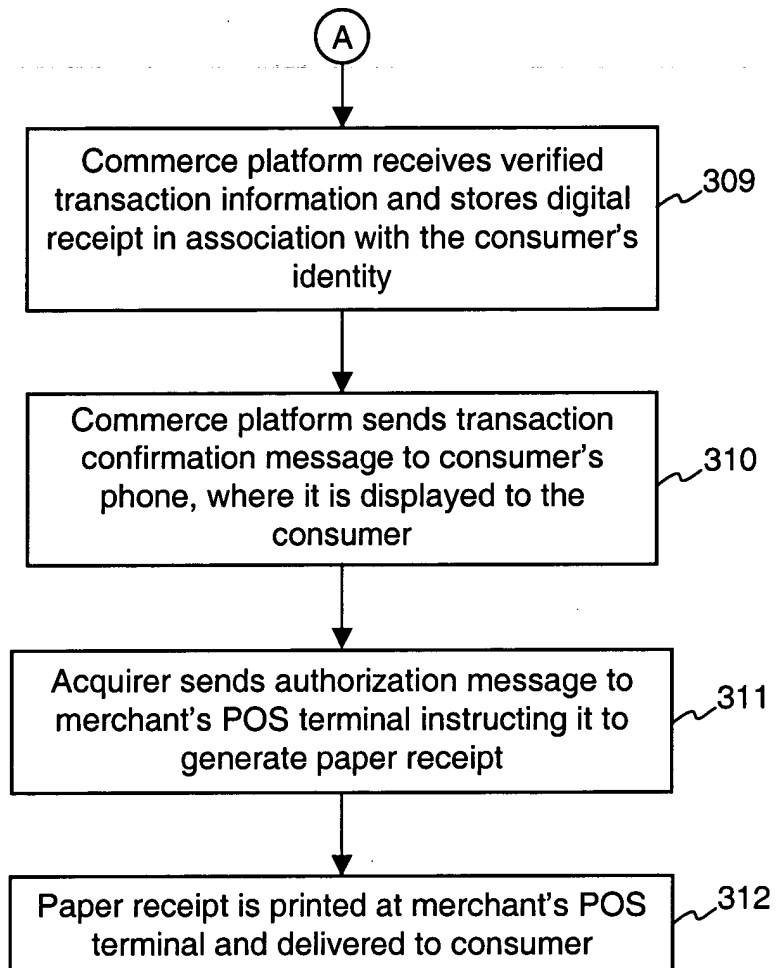 A
Commerce platform receives verified
transaction information and stores digital
receipt in association with the consumer's
identity
309
Commerce platform sends transaction
confirmation message to consumer's
phone, where it is displayed to the
consumer
310
Acquirer sends authorization message to
merchant's POS terminal instructing it to
generate paper receipt
311
Paper receipt is printed at merchant's POS
terminal and delivered to consumer
312